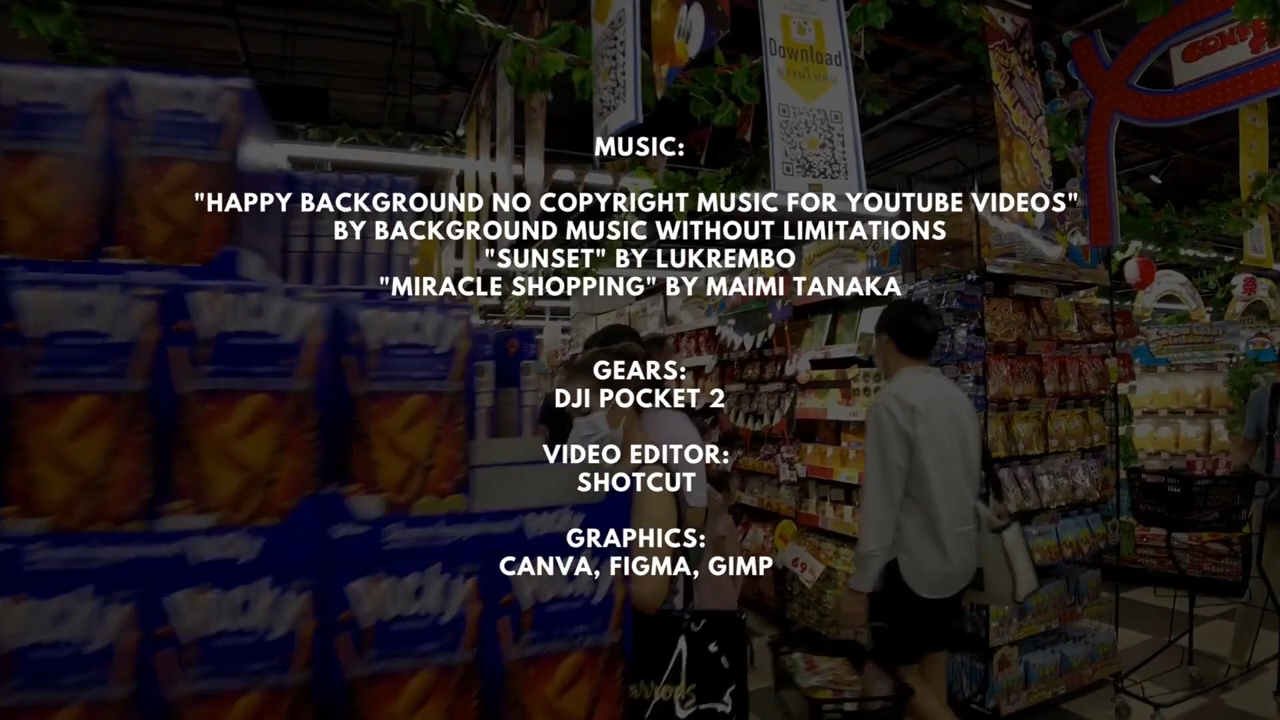 Download
MUSIC:
"HAPPY BACKGROUND NO COPYRIGHT MUSIC FOR YOUTUBE VIDEOS"
BY BACKGROUND MUSIC WITHOUT LIMITATIONS
"SUNSET" BY LUKREMBO
"MIRACLE SHOPPING" BY MAIMI TANAKA
GEARS:
DJI POCKET 2
VIDEO EDITOR:
SHOTCUT
GRAPHICS:
CANVA, FIGMA, GIMP
69